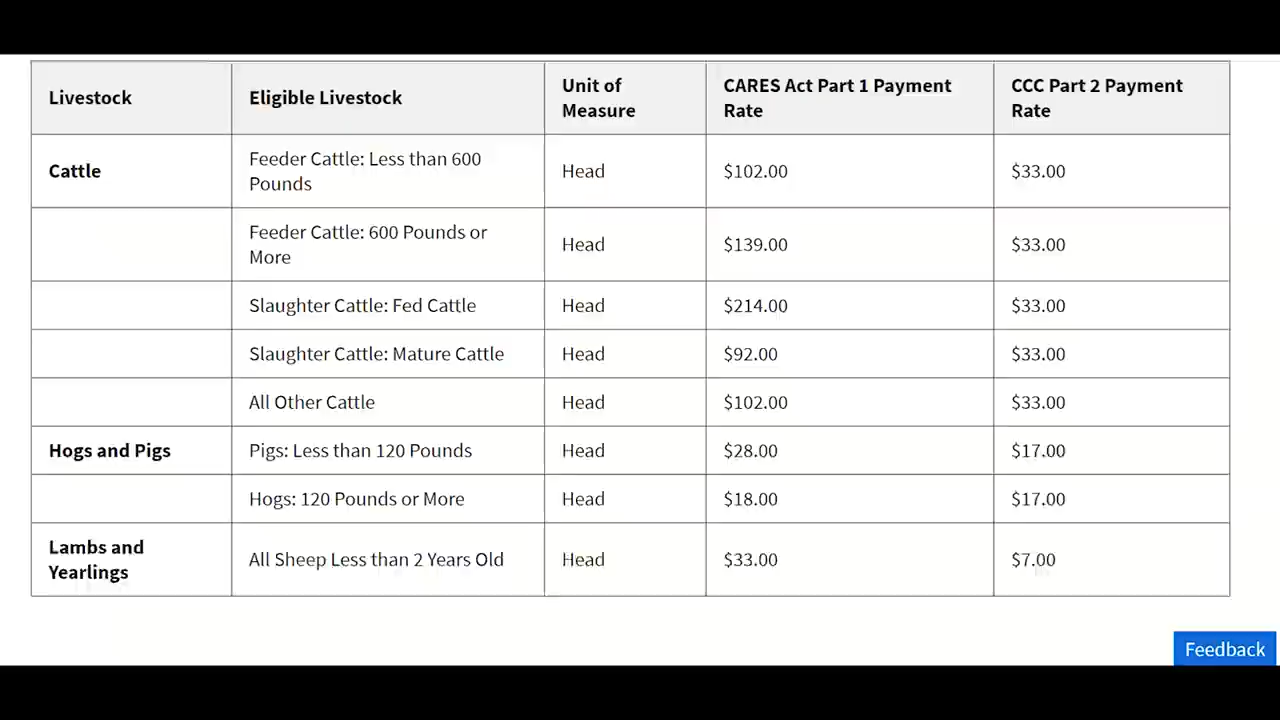 Livestock
Eligible Livestock
Unit of
Measure
CARES Act Part 1 Payment
Rate
CCC Part 2 Payment
Rate
Cattle
Feeder Cattle: Less than 600
Pounds
Head
$102.00
$33.00
Feeder Cattle: 600 Pounds or
More
Head
$139.00
$33.00
Slaughter Cattle: Fed Cattle
Head
$214.00
$33.00
Slaughter Cattle: Mature Cattle
Head
$92.00
$33.00
All Other Cattle
Head
$102.00
$33.00
Hogs and Pigs
Pigs: Less than 120 Pounds
Head
$28.00
$17.00
Hogs: 120 Pounds or More
Head
$18.00
$17.00
Lambs and
Yearlings
All Sheep Less than 2 Years Old
Head
$33.00
$7.00
Feedback